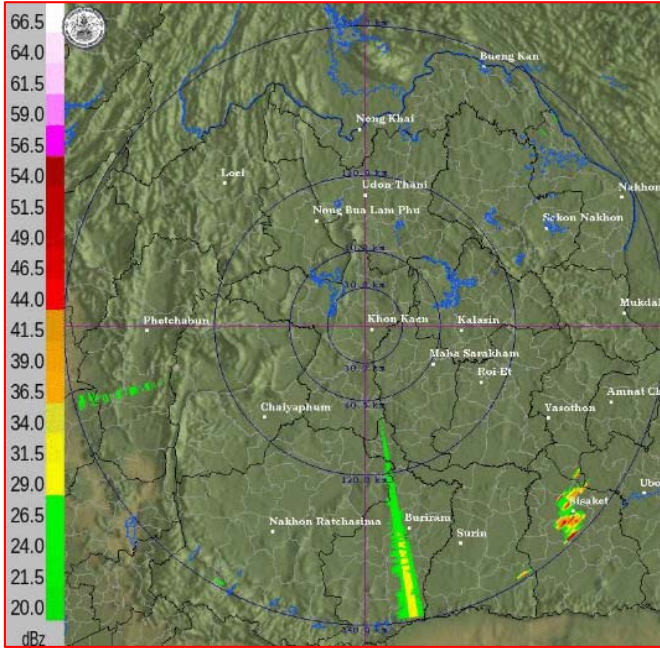 66.5
64.0
61.5
59.0
56.5
54.0
51.5
49.0
46.5
44.0
41.5
39.0
36.5
34.0
31.5
29.0
26.5
24.0
21.5
20.0
dBz
Bueng Kan
Nong Khai
Loei
Udon Thani
Nakhon
Nong Bua Lam Phu
Sakon Nakhon
Mukdah
Phetchabun
Khon Kaen
Kalasin
Maha Sarakham
Roi Et
Amnat Ch
Chaiyaphum
Yasothon
120.0 km
Ubo
Sisaket
Nakhon Ratchasima
Buriram
Surin